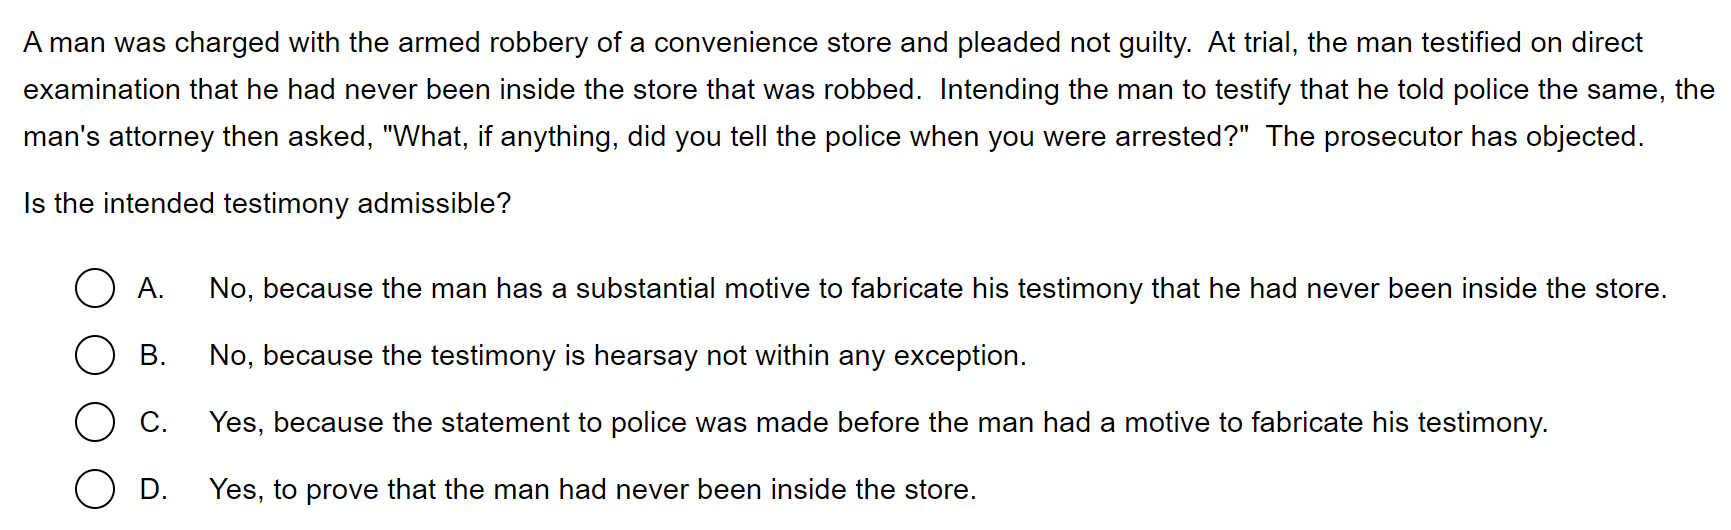 A man was charged with the armed robbery of a convenience store and pleaded not guilty.  At trial, the man testified on direct
examination that he had never been inside the store that was robbed.  Intending the man to testify that he told police the same, the
man's attorney then asked, "What, if anything, did you tell the police when you were arrested?"  The prosecutor has objected.
Is the intended testimony admissible?
A. No, because the man has a substantial motive to fabricate his testimony that he had never been inside the store.
B. No, because the testimony is hearsay not within any exception.
C. Yes, because the statement to police was made before the man had a motive to fabricate his testimony.
D. Yes, to prove that the man had never been inside the store.